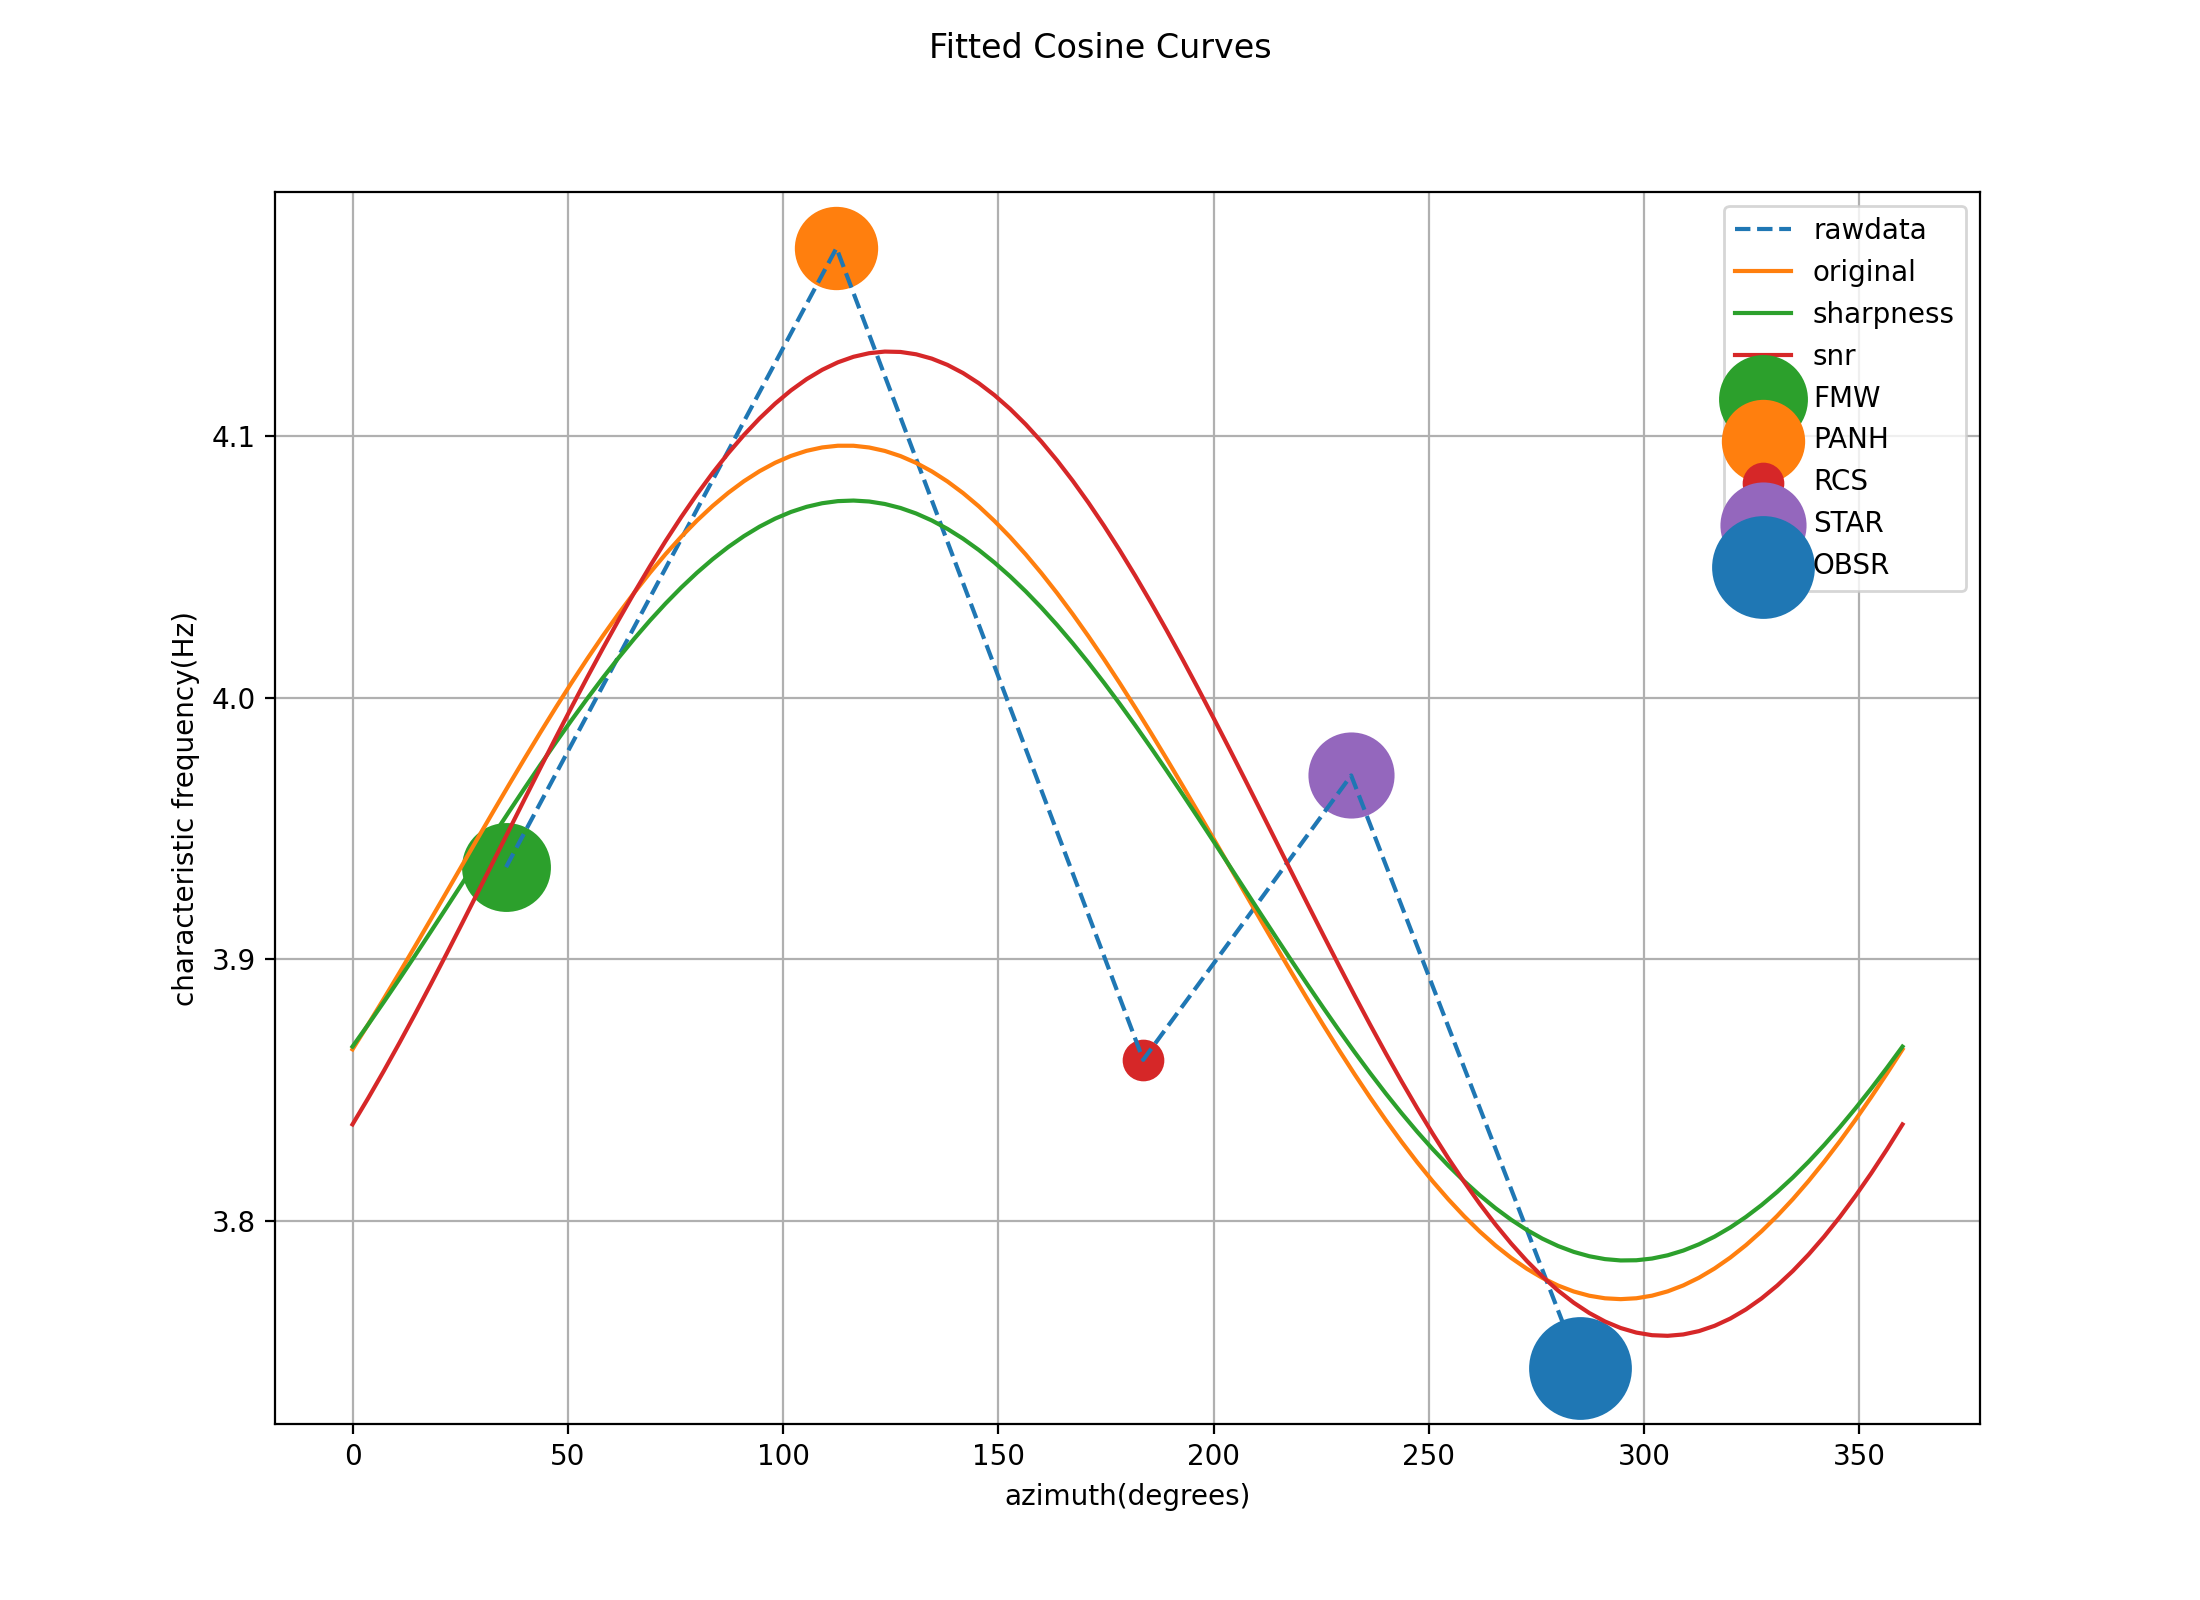 Fitted Cosine Curves
rawdata
original
sharpness
snr
FMW
PANH
RCS
STAR
OBSR
characteristic frequency(Hz)
4.1
4.0
3.9
3.8
0 50 100 150 200 250 300 350
azimuth(degrees)